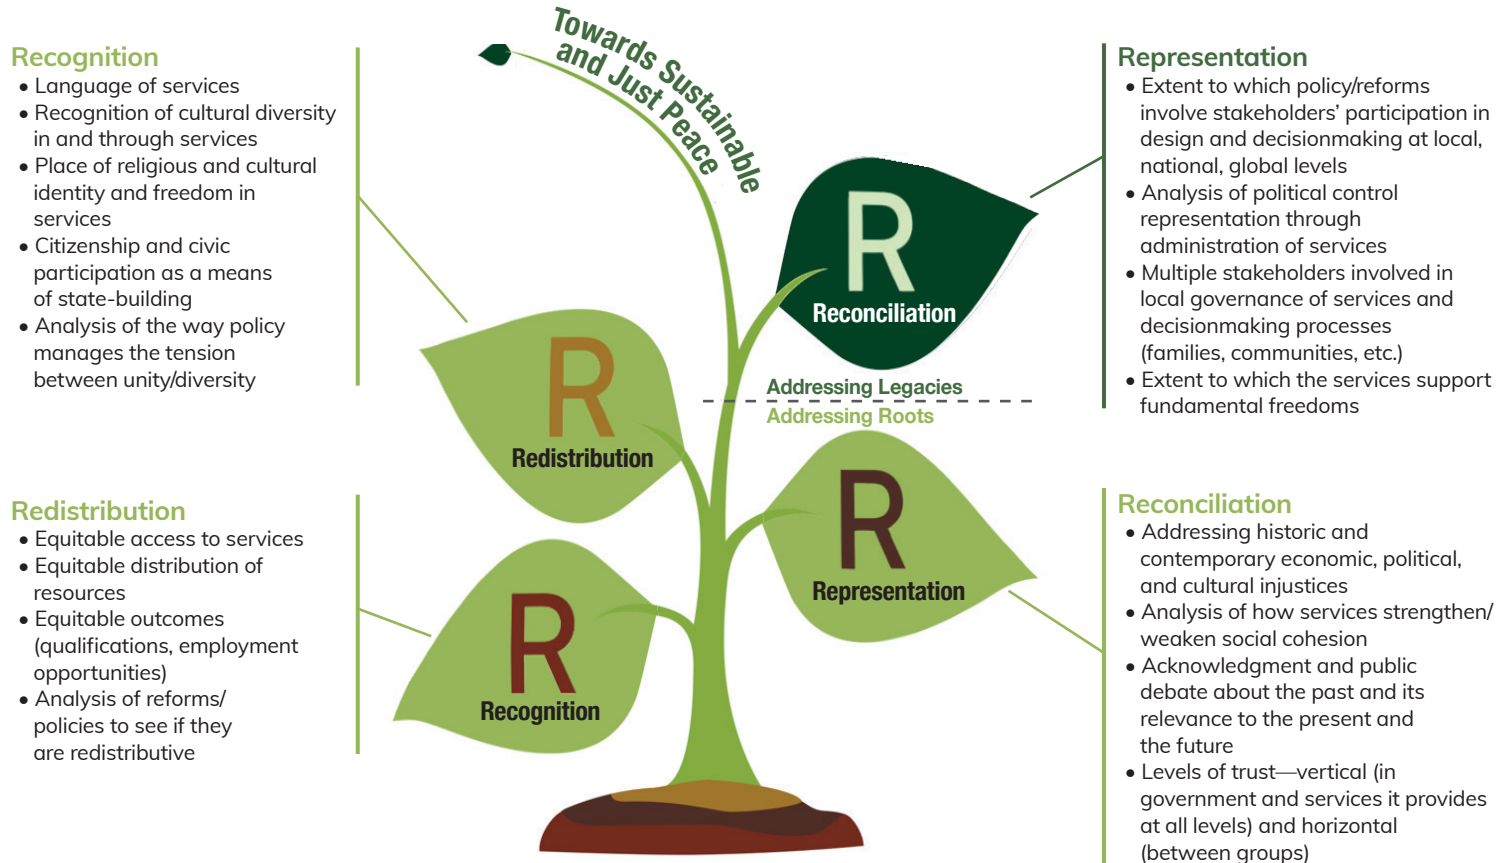 Recognition
• Language of services
• Recognition of cultural diversity
in and through services
• Place of religious and cultural
identity and freedom in
services
• Citizenship and civic
participation as a means
of state-building
• Analysis of the way policy
manages the tension
between unity/diversity
Redistribution
• Equitable access to services
• Equitable distribution of
resources
• Equitable outcomes
(qualifications, employment
opportunities)
• Analysis of reforms/
policies to see if they
are redistributive
Towards Sustainable
and Just Peace
R
Reconciliation
Addressing Legacies
Addressing Roots
R
Redistribution
R
Representation
R
Recognition
Representation
• Extent to which policy/reforms
involve stakeholders’ participation in
design and decisionmaking at local,
national, global levels
• Analysis of political control
representation through
administration of services
• Multiple stakeholders involved in
local governance of services and
decisionmaking processes
(families, communities, etc.)
• Extent to which the services support
fundamental freedoms
Reconciliation
• Addressing historic and
contemporary economic, political,
and cultural injustices
• Analysis of how services strengthen/
weaken social cohesion
• Acknowledgment and public
debate about the past and its
relevance to the present and
the future
• Levels of trust—vertical (in
government and services it provides
at all levels) and horizontal
(between groups)